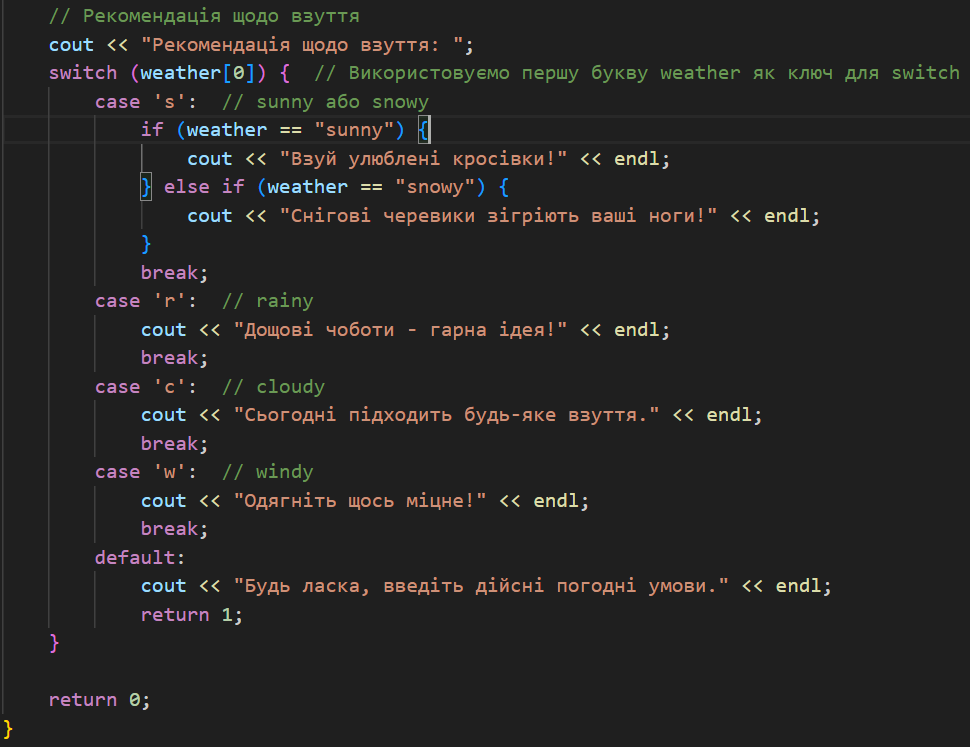 // Рекомендація щодо взуття
cout << "Рекомендація щодо взуття: ";
switch (weather[0]) {  // Використовуємо першу букву weather як ключ для switch
case 's':  // sunny або snowy
if (weather == "sunny") {
cout << "Взуй улюблені кросівки!" << endl;
} else if (weather == "snowy") {
cout << "Снігові черевики зігріють ваші ноги!" << endl;
}
break;
case 'r':  // rainy
cout << "Дощові чоботи - гарна ідея!" << endl;
break;
case 'c':  // cloudy
cout << "Сьогодні підходить будь-яке взуття." << endl;
break;
case 'w':  // windy
cout << "Одягніть щось міцне!" << endl;
break;
default:
cout << "Будь ласка, введіть дійсні погодні умови." << endl;
return 1;
}
return 0;
}